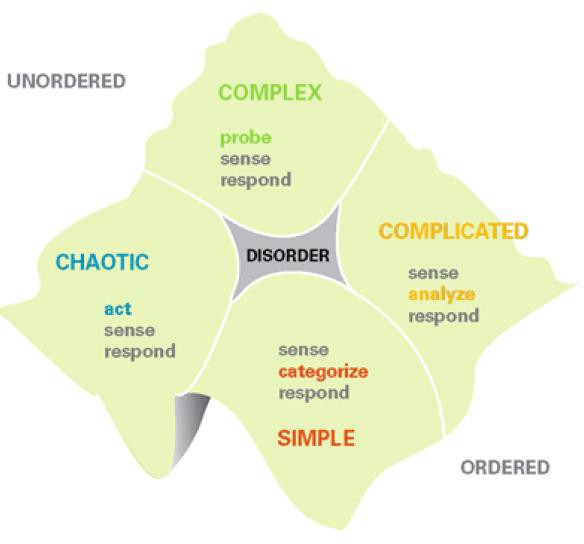 UNORDERED
COMPLEX
probe
sense
respond
COMPLICATED
sense
analyze
respond
DISORDER
CHAOTIC
act
sense
respond
sense
categorize
respond
SIMPLE
ORDERED